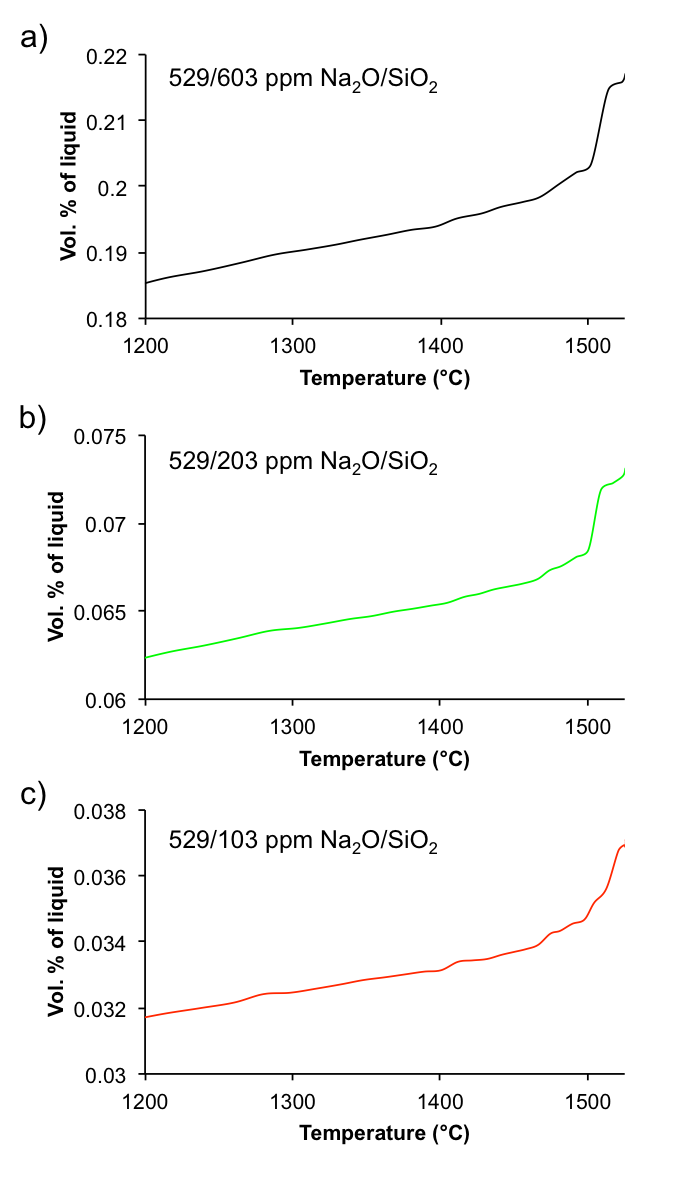 a)
529/603 ppm Na₂O/SiO₂
Vol. % of liquid
0.22
0.21
0.2
0.19
0.18
1200 1300 1400 1500
Temperature (°C)
b)
529/203 ppm Na₂O/SiO₂
Vol. % of liquid
0.075
0.07
0.065
0.06
1200 1300 1400 1500
Temperature (°C)
c)
529/103 ppm Na₂O/SiO₂
Vol. % of liquid
0.038
0.036
0.034
0.032
0.03
1200 1300 1400 1500
Temperature (°C)